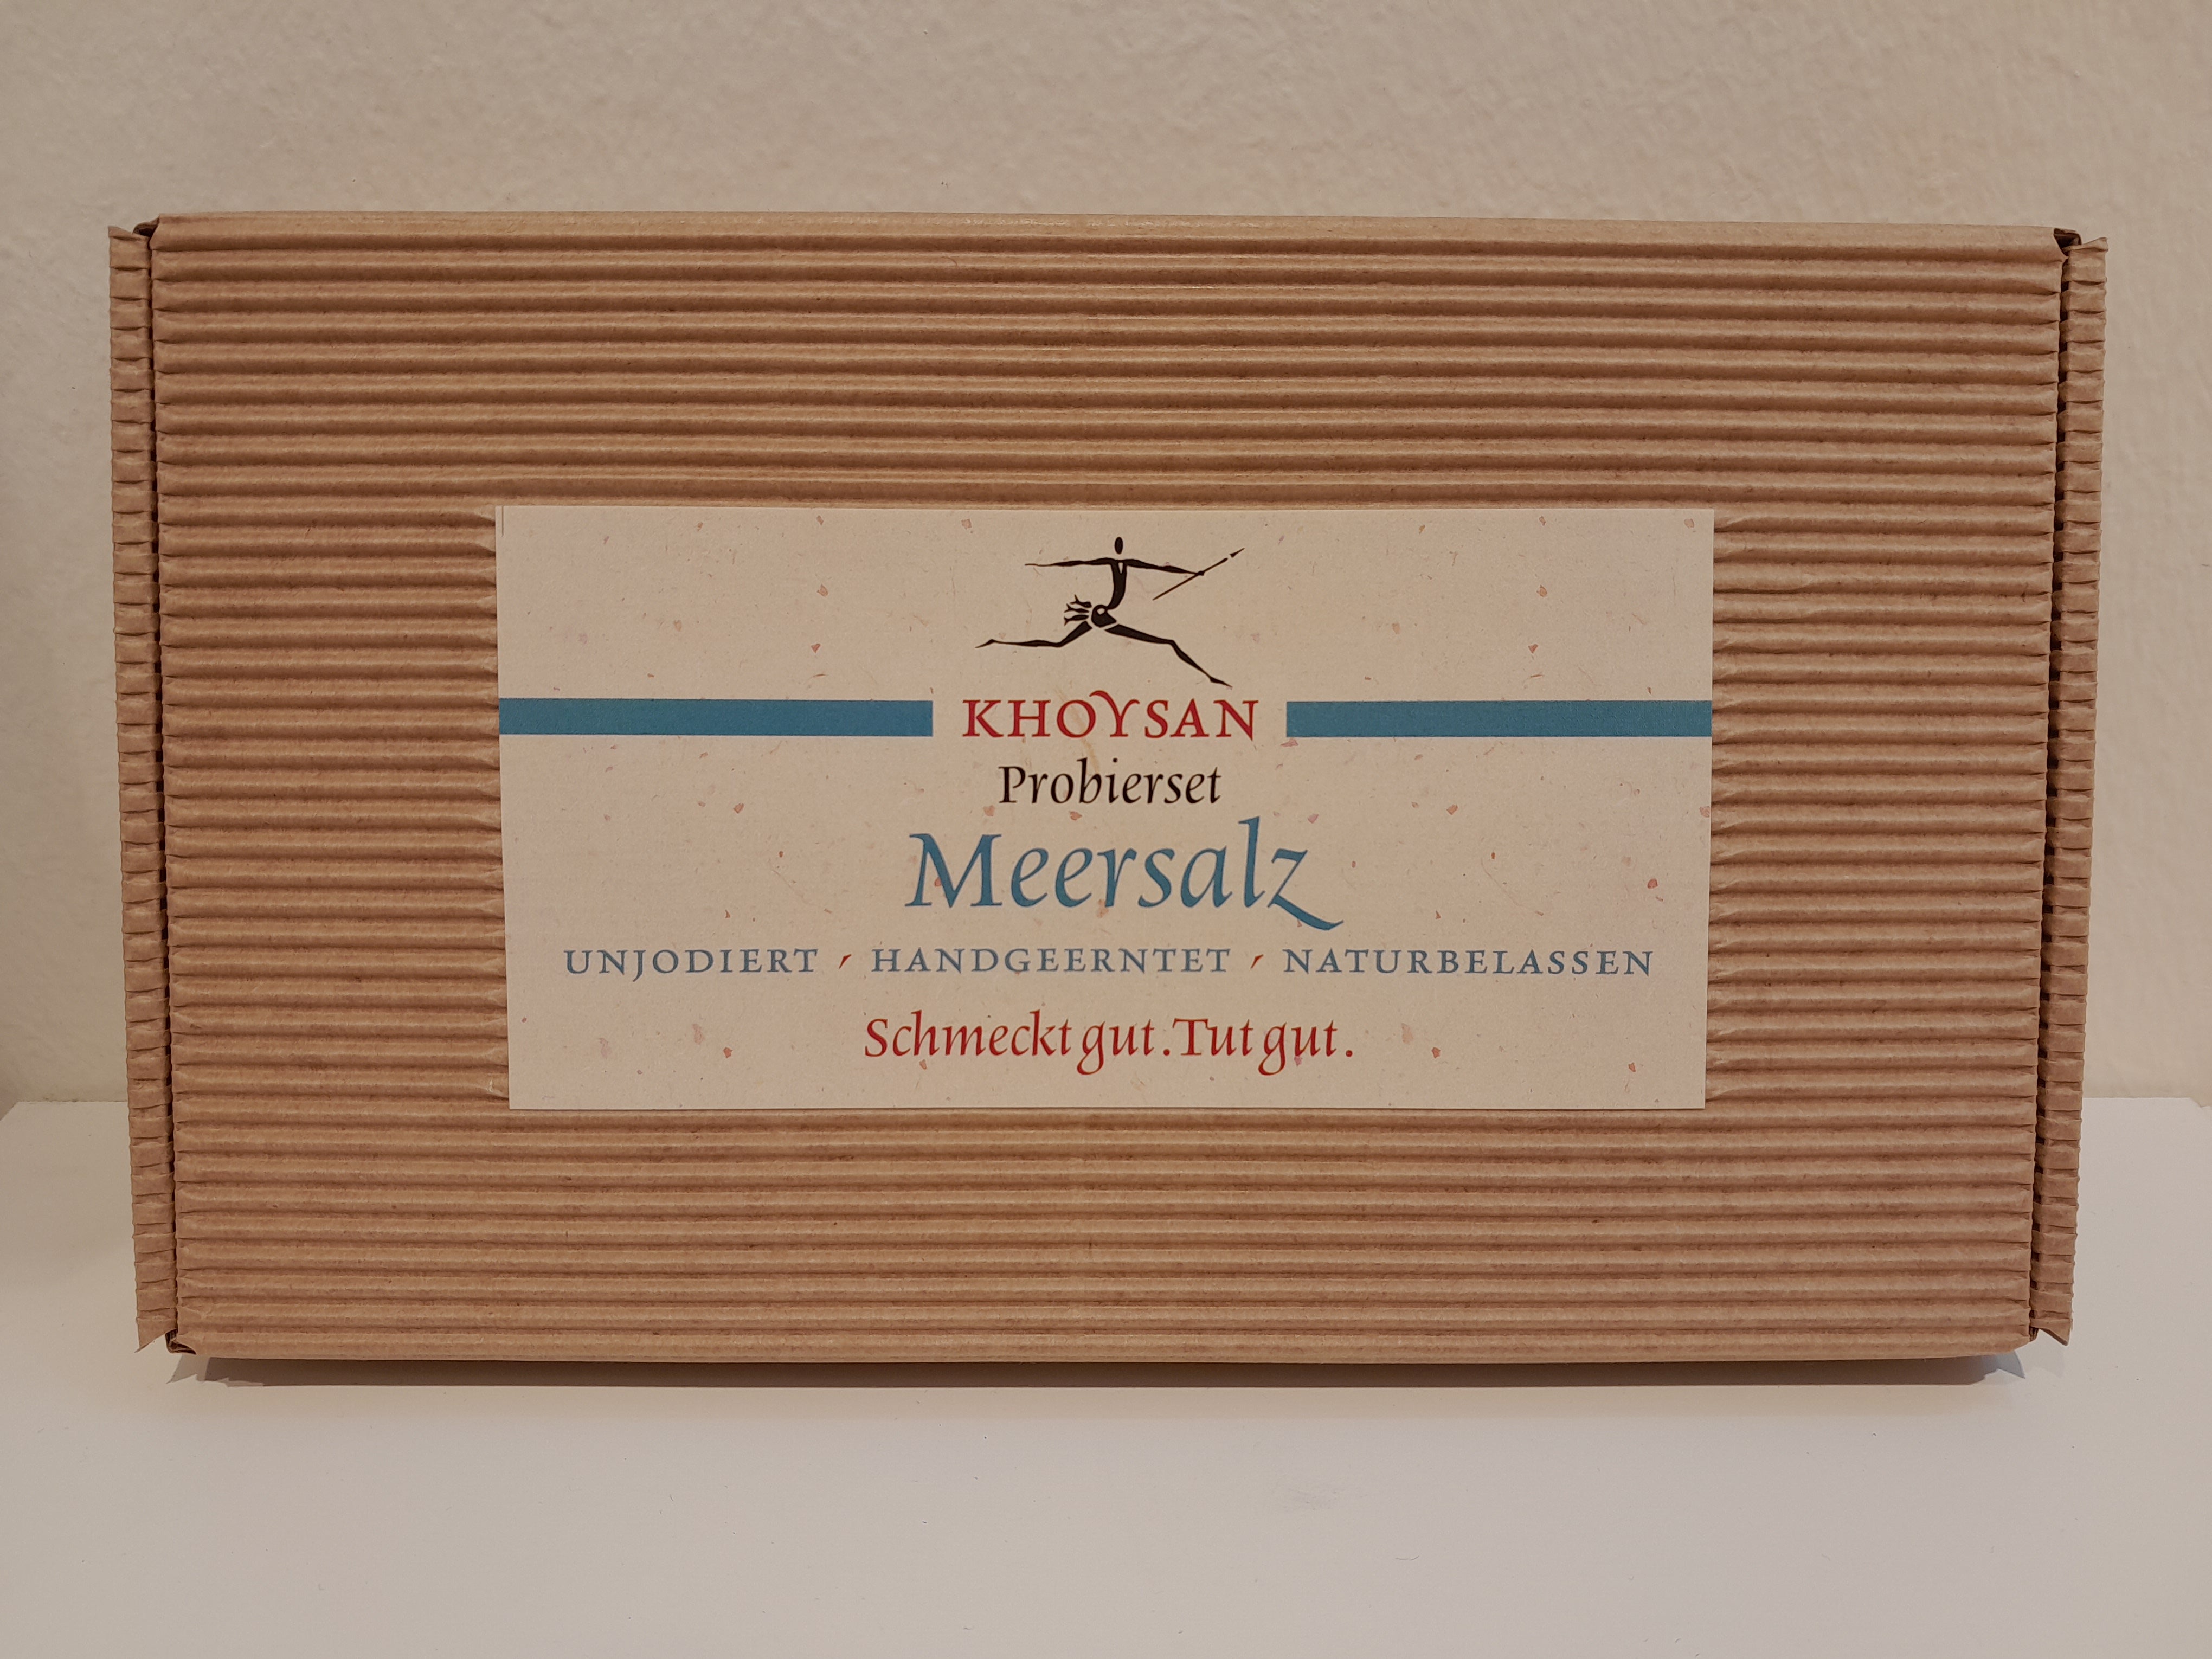 KHOYSAN
Probierset
Meersalz
UNJODIERT ʹ HANDGEERNTET ʹ NATURBELASSEN
Schmeckt gut. Tut gut.